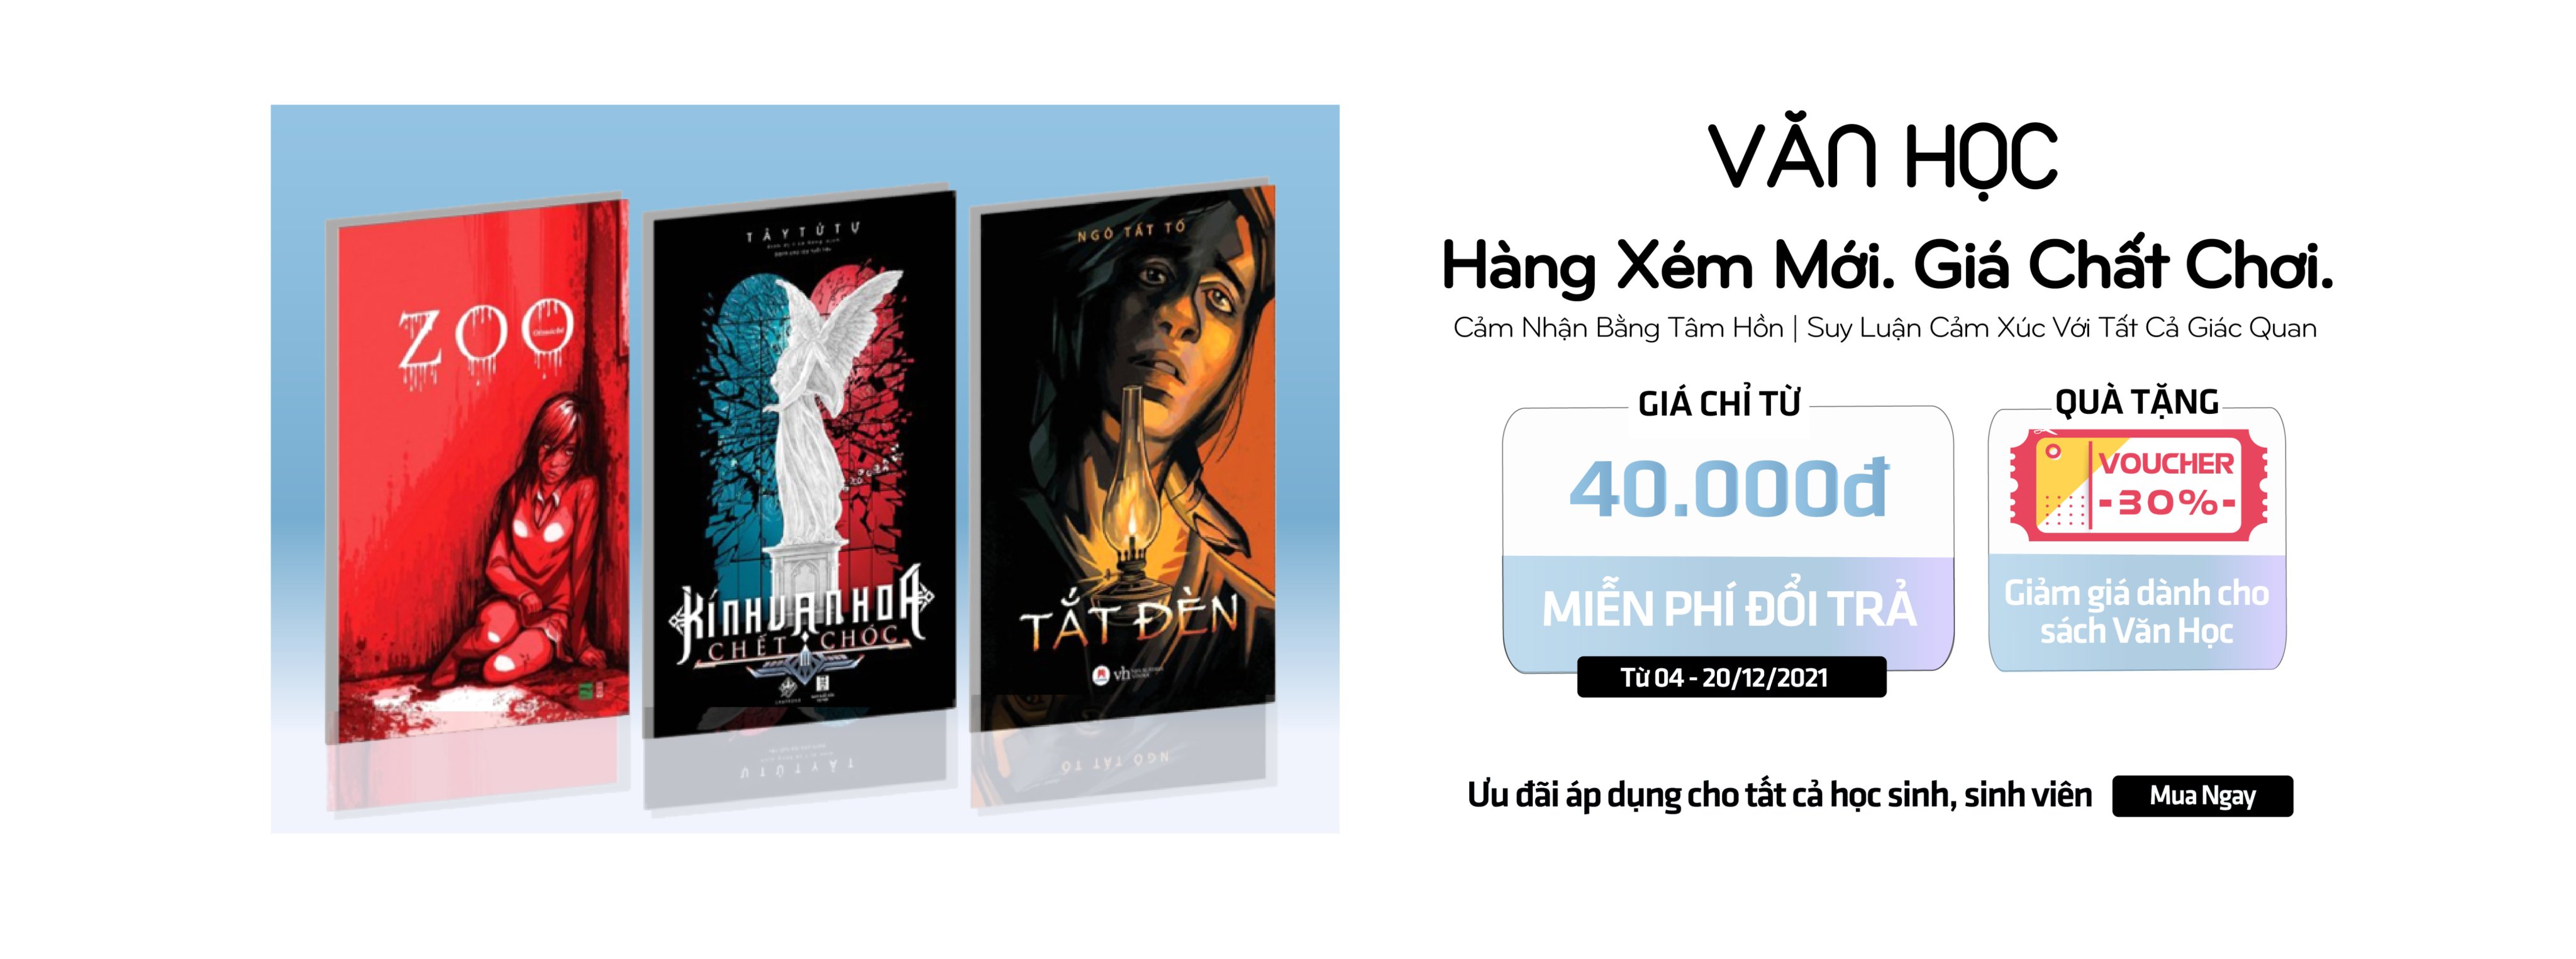 ZOO
TÂY TỬ TỰ
KÍNH VẠN HOA
CHẾT CHÓC
NGÔ TẤT TỐ
TẮT ĐÈN
vh
VĂN HỌC
Hàng Xém Mới. Giá Chất Chơi.
Cảm Nhận Bằng Tâm Hồn | Suy Luận Cảm Xúc Với Tất Cả Giác Quan
GIÁ CHỈ TỪ
40.000đ
MIỄN PHÍ ĐỔI TRẢ
Từ 04 - 20/12/2021
QUÀ TẶNG
VOUCHER
-30%-
Giảm giá dành cho
sách Văn Học
Ưu đãi áp dụng cho tất cả học sinh, sinh viên
Mua Ngay